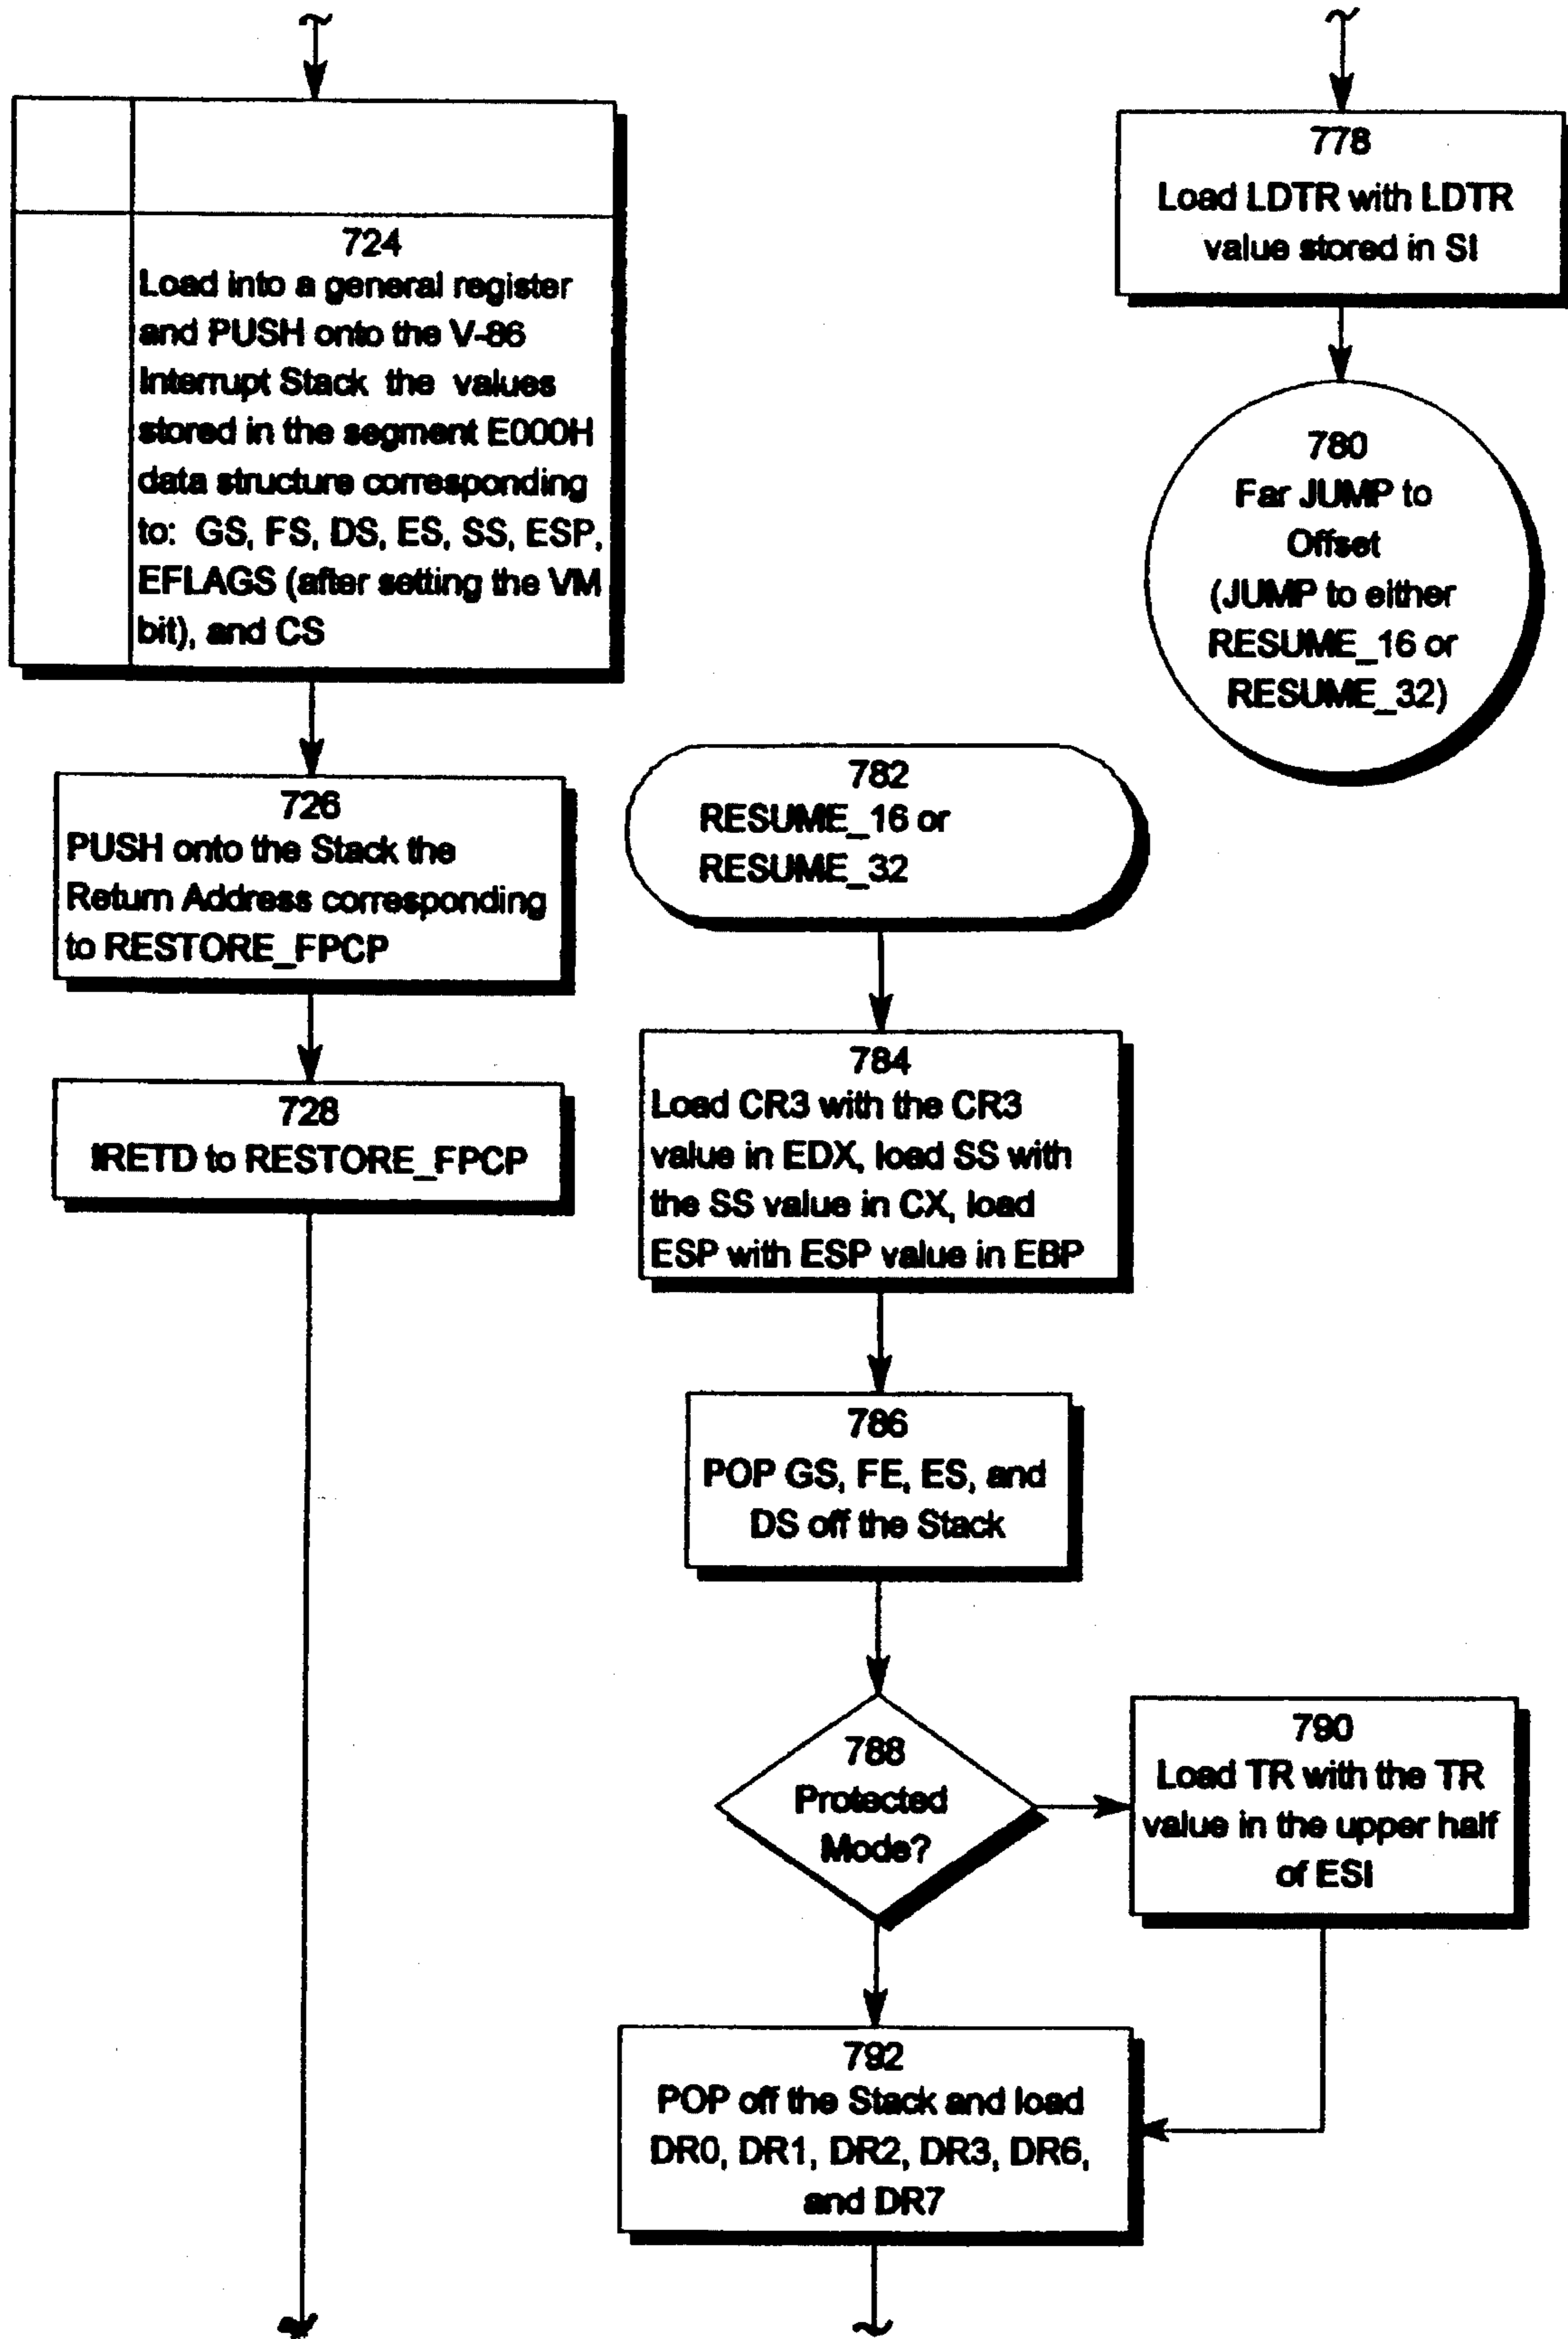 724
Load into a general register
and PUSH onto the V-86
Interrupt Stack the values
stored in the segment E000H
data structure corresponding
to: GS, FS, DS, ES, SS, ESP,
EFLAGS (after setting the VM
bit), and CS
726
PUSH onto the Stack the
Return Address corresponding
to RESTORE_FPCP
728
IRETD to RESTORE_FPCP
778
Load LDTR with LDTR
value stored in SI
780
Far JUMP to
Offset
(JUMP to either
RESUME_16 or
RESUME_32)
782
RESUME_16 or
RESUME_32
784
Load CR3 with the CR3
value in EDX, load SS with
the SS value in CX, load
ESP with ESP value in EBP
786
POP GS, FE, ES, and
DS off the Stack
788
Protected
Mode?
790
Load TR with the TR
value in the upper half
of ESI
792
POP off the Stack and load
DR0, DR1, DR2, DR3, DR6,
and DR7